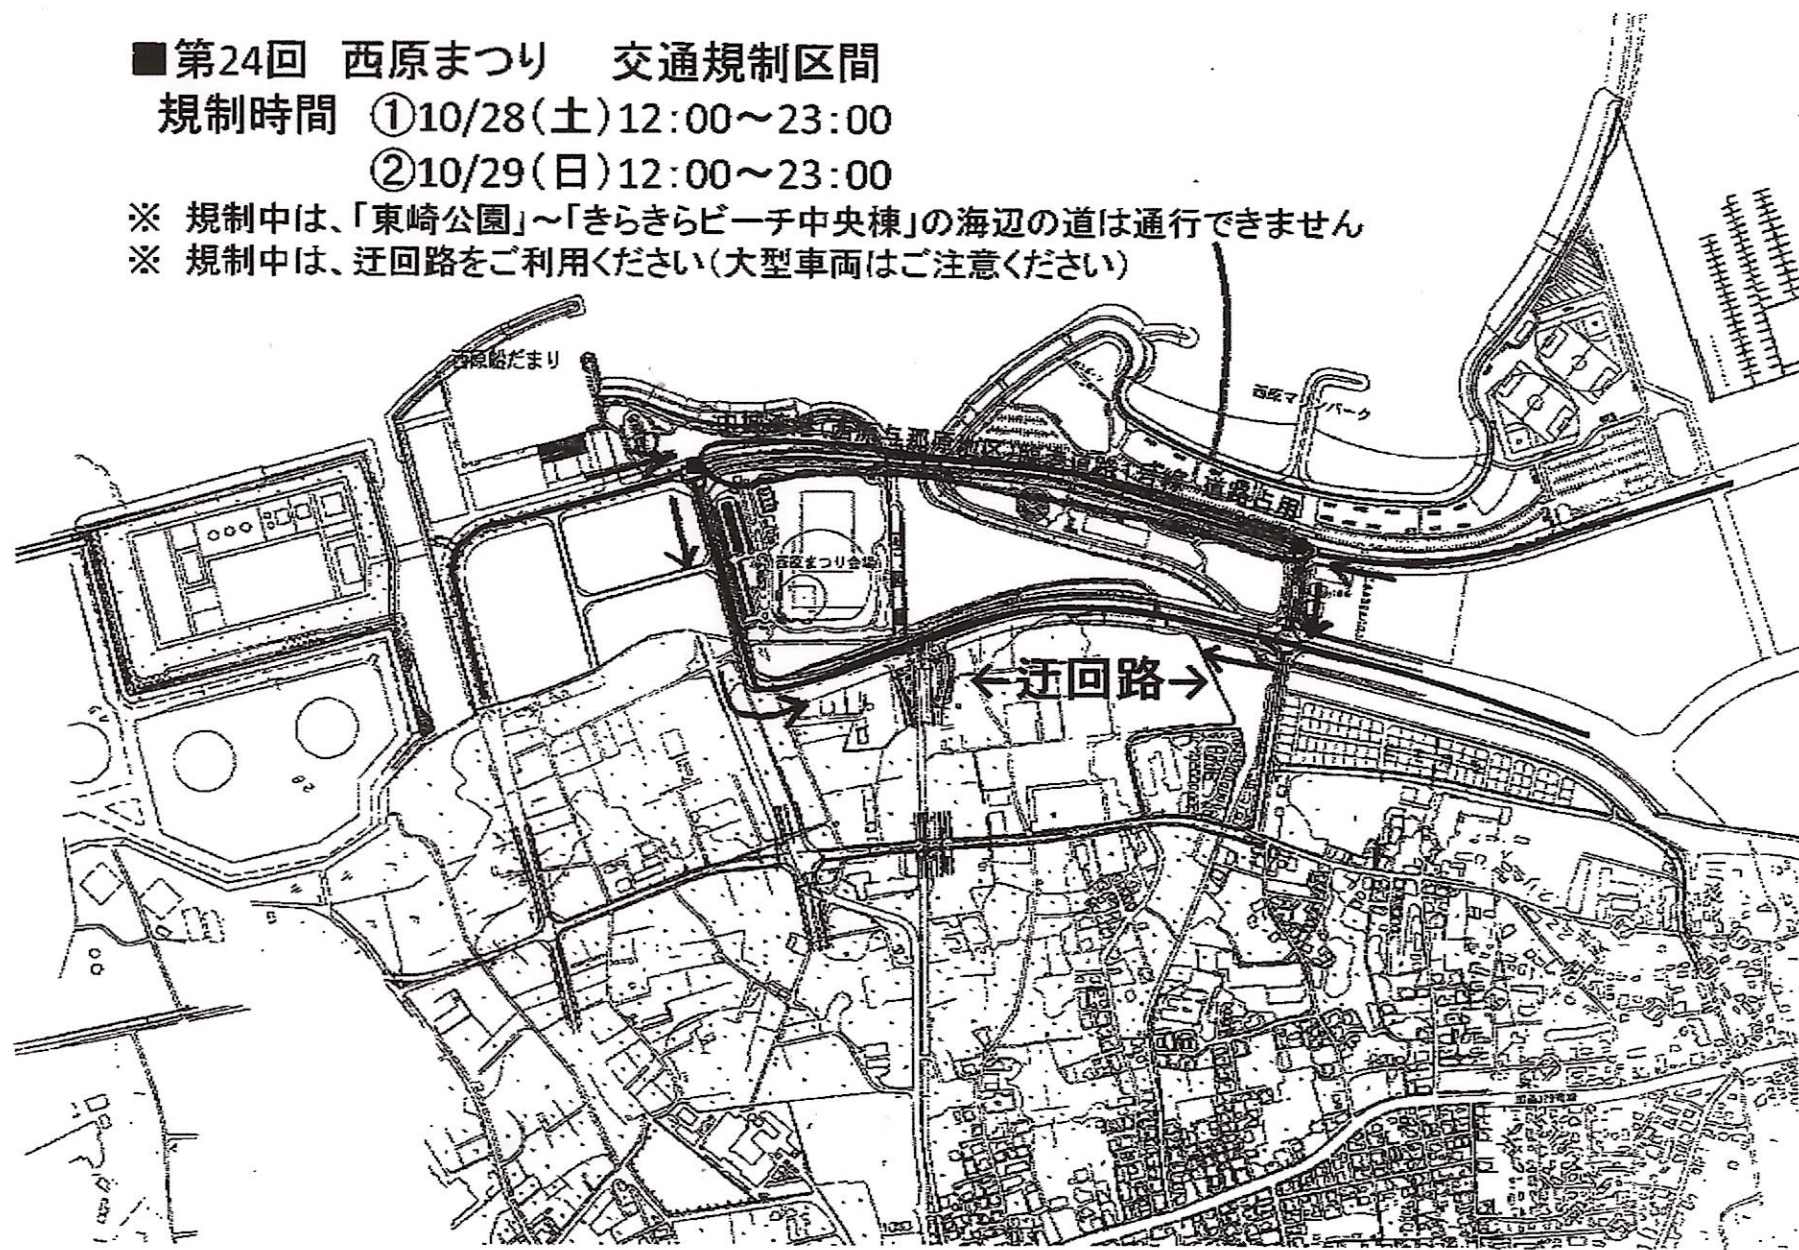 ■第24回 西原まつり 交通規制区間
規制時間 ①10/28(土)12:00～23:00
②10/29(日)12:00～23:00
※ 規制中は、「東崎公園」～「きらきらビーチ中央棟」の海辺の道は通行できません
※ 規制中は、迂回路をご利用ください(大型車両はご注意ください)
西原船だまり
西原マリンパーク
西原まつり会場
←迂回路→